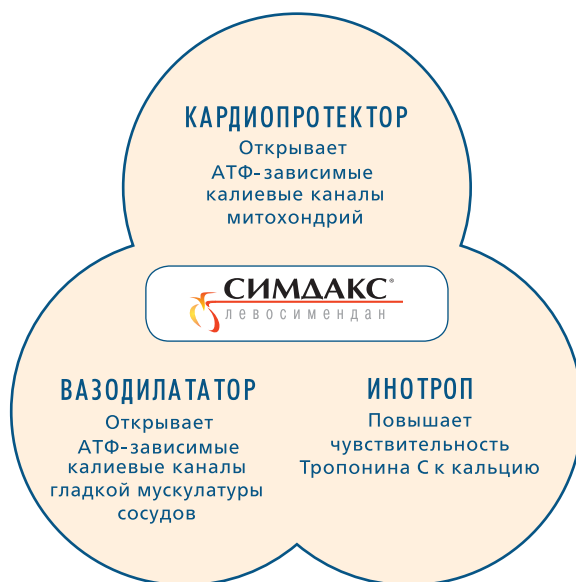 КАРДИОПРОТЕКТОР
Открывает
АТФ-зависимые
калиевые каналы
митохондрий
СИМДАКС®
левосимендан
ВАЗОДИЛАТАТОР
Открывает
АТФ-зависимые
калиевые каналы
гладкой мускулатуры
сосудов
ИНОТРОП
Повышает
чувствительность
Тропонина С к кальцию